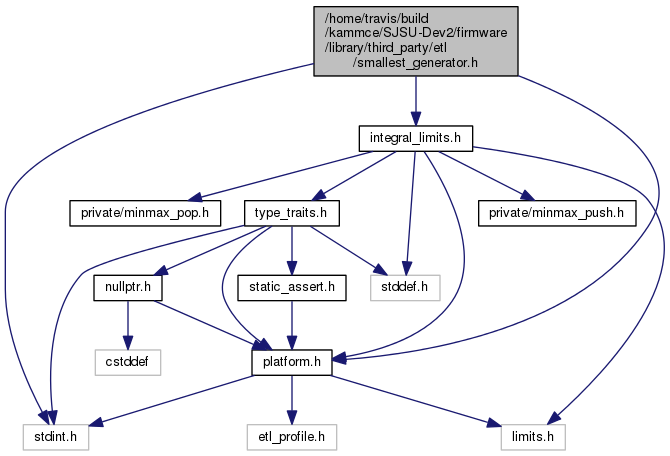 /home/travis/build
/kammce/SJSU-Dev2/firmware
/library/third_party/etl
/smallest_generator.h
integral_limits.h
private/minmax_pop.h
type_traits.h
private/minmax_push.h
nullptr.h
static_assert.h
stddef.h
cstddef
platform.h
stdint.h
etl_profile.h
limits.h